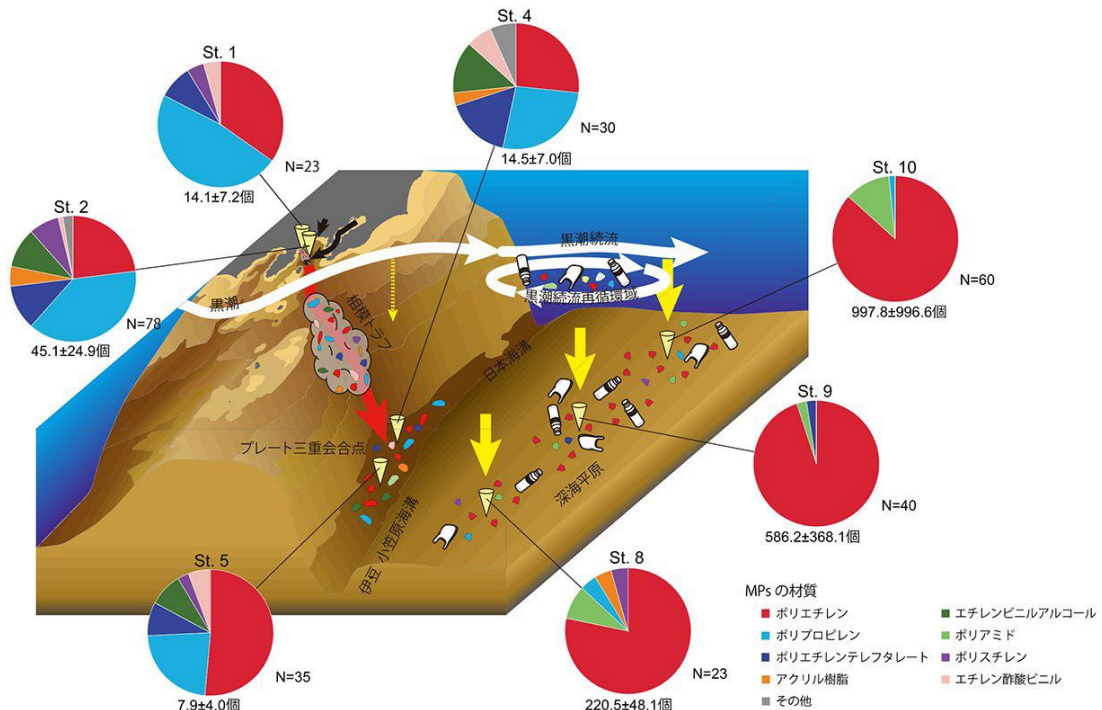 St. 1
N=23
14.1±7.2個
St. 4
N=30
14.5±7.0個
St. 2
N=78
45.1±24.9個
St. 10
N=60
997.8±996.6個
黒潮続流
黒潮続流再循環域
黒潮
相模トラフ
日本海溝
プレート三重会合点
伊豆 小笠原海溝
深海平原
St. 9
N=40
586.2±368.1個
St. 5
N=35
7.9±4.0個
St. 8
N=23
220.5±48.1個
MPs の材質
ポリエチレン
ポリプロピレン
ポリエチレンテレフタレート
アクリル樹脂
その他
エチレンビニルアルコール
ポリアミド
ポリスチレン
エチレン酢酸ビニル